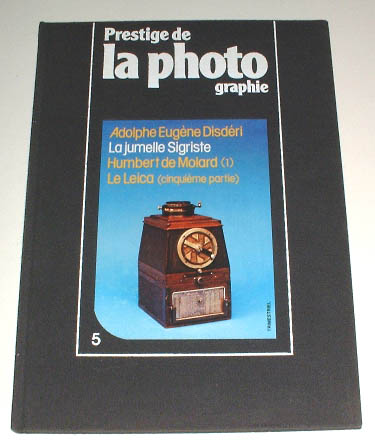 Prestige de
la photo
graphie
Adolphe Eugène Disdéri
La jumelle Sigriste
Humbert de Molard (1)
Le Leica (cinquième partie)
TRIMESTRIEL
5